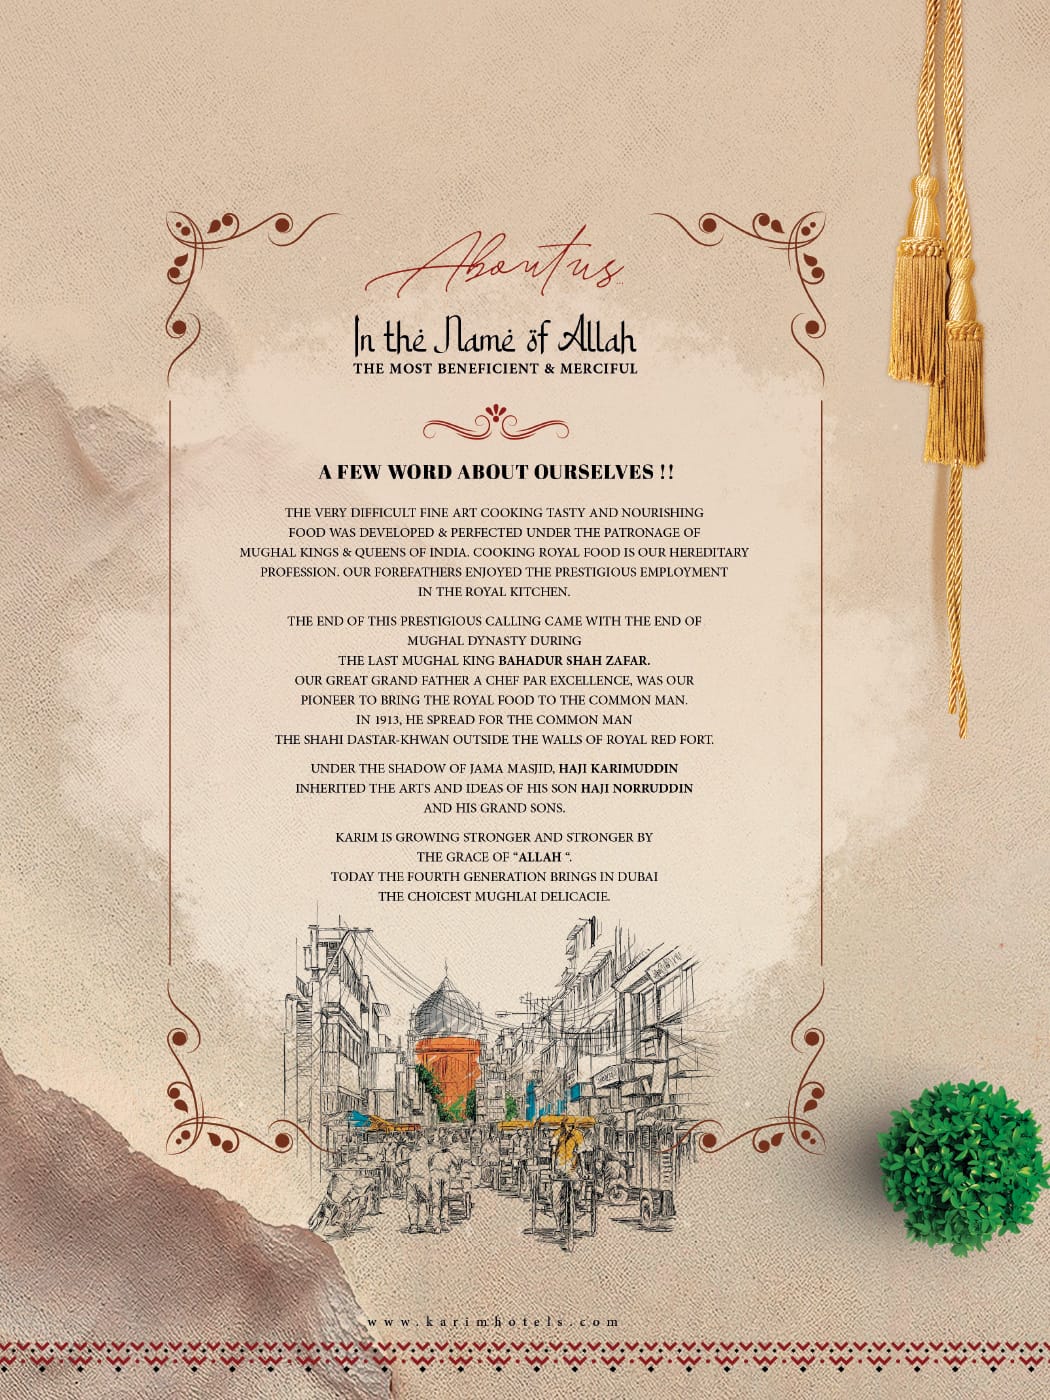 About us...
In the Name of Allah
THE MOST BENEFICIENT & MERCIFUL
A FEW WORD ABOUT OURSELVES !!
THE VERY DIFFICULT FINE ART COOKING TASTY AND NOURISHING
FOOD WAS DEVELOPED & PERFECTED UNDER THE PATRONAGE OF
MUGHAL KINGS & QUEENS OF INDIA. COOKING ROYAL FOOD IS OUR HEREDITARY
PROFESSION. OUR FOREFATHERS ENJOYED THE PRESTIGIOUS EMPLOYMENT
IN THE ROYAL KITCHEN.
THE END OF THIS PRESTIGIOUS CALLING CAME WITH THE END OF
MUGHAL DYNASTY DURING
THE LAST MUGHAL KING BAHADUR SHAH ZAFAR.
OUR GREAT GRAND FATHER A CHEF PAR EXCELLENCE, WAS OUR
PIONEER TO BRING THE ROYAL FOOD TO THE COMMON MAN.
IN 1913, HE SPREAD FOR THE COMMON MAN
THE SHAHI DASTAR-KHWAN OUTSIDE THE WALLS OF ROYAL RED FORT.
UNDER THE SHADOW OF JAMA MASJID, HAJI KARIMUDDIN
INHERITED THE ARTS AND IDEAS OF HIS SON HAJI NORRUDDIN
AND HIS GRAND SONS.
KARIM IS GROWING STRONGER AND STRONGER BY
THE GRACE OF “ALLAH “.
TODAY THE FOURTH GENERATION BRINGS IN DUBAI
THE CHOICEST MUGHLAI DELICACIE.
www.karimhotels.com